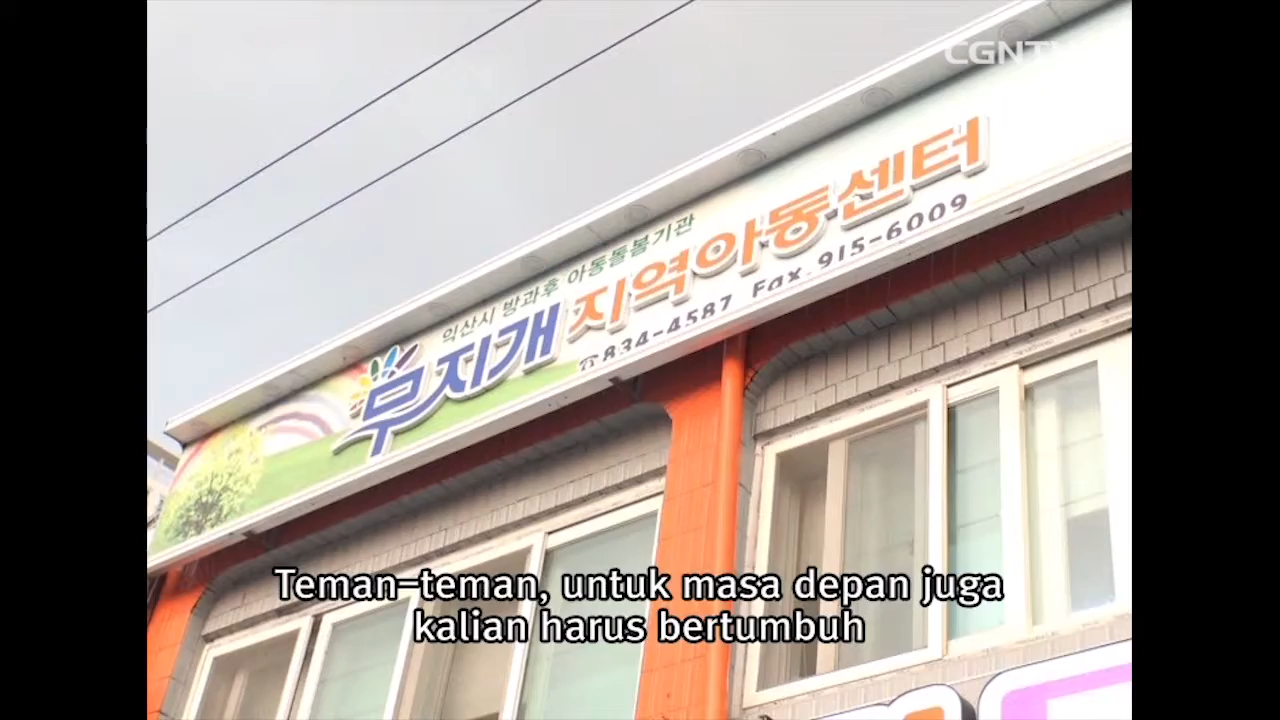 CGNTV
익산시 방과후 아동돌봄기관
무지개 지역아동센터
☎834-4587 Fax.915-6009
Teman-teman, untuk masa depan juga
kalian harus bertumbuh